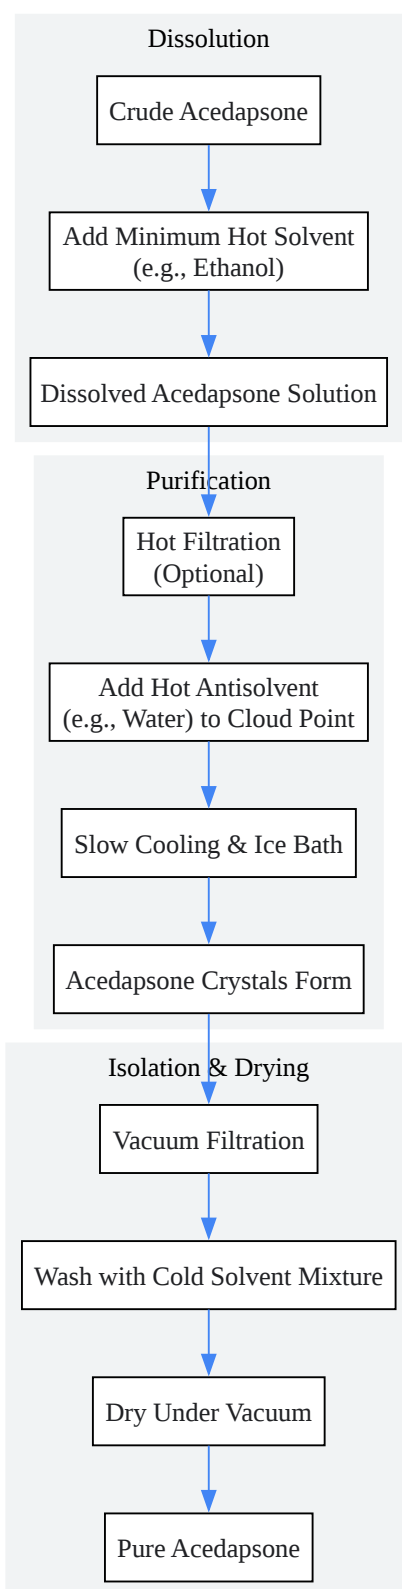 Dissolution
Crude Acedapsone
Add Minimum Hot Solvent
(e.g., Ethanol)
Dissolved Acedapsone Solution
Purification
Hot Filtration
(Optional)
Add Hot Antisolvent
(e.g., Water) to Cloud Point
Slow Cooling & Ice Bath
Acedapsone Crystals Form
Isolation & Drying
Vacuum Filtration
Wash with Cold Solvent Mixture
Dry Under Vacuum
Pure Acedapsone